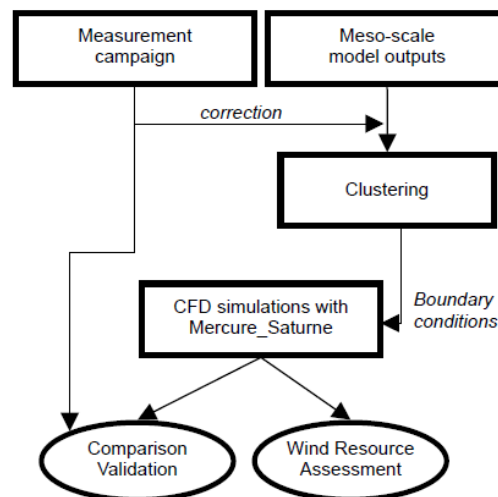 Measurement
campaign
Meso-scale
model outputs
correction
Clustering
CFD simulations with
Mercure_Saturne
Boundary
conditions
Comparison
Validation
Wind Resource
Assessment